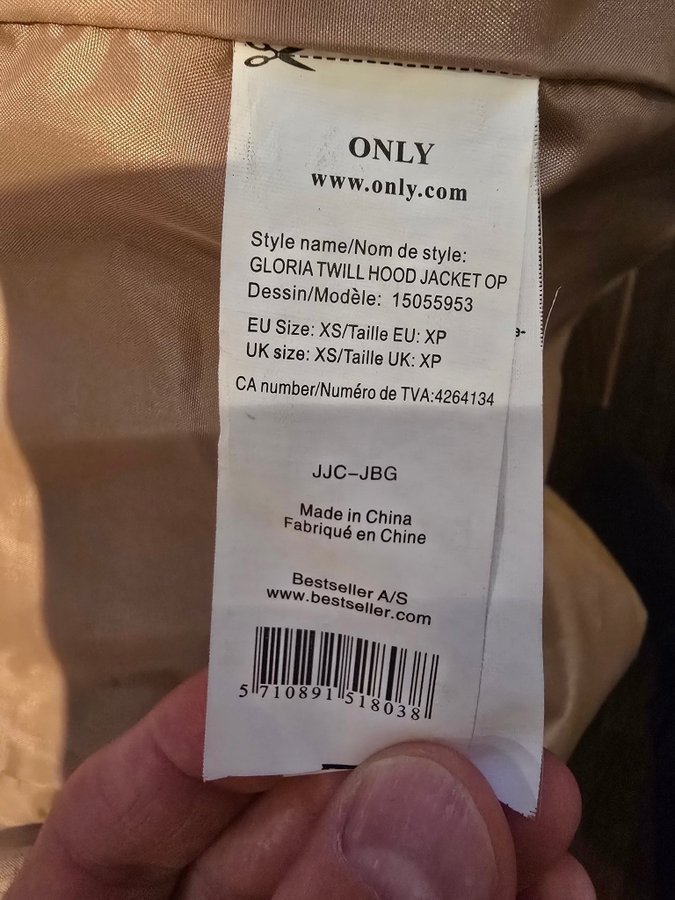 ONLY
www.only.com
Style name/Nom de style:
GLORIA TWILL HOOD JACKET OP
Dessin/Modèle: 15055953
EU Size: XS/Taille EU: XP
UK size: XS/Taille UK: XP
CA number/Numéro de TVA:4264134
JJC-JBG
Made in China
Fabriqué en Chine
Bestseller A/S
www.bestseller.com
5 710891 518038